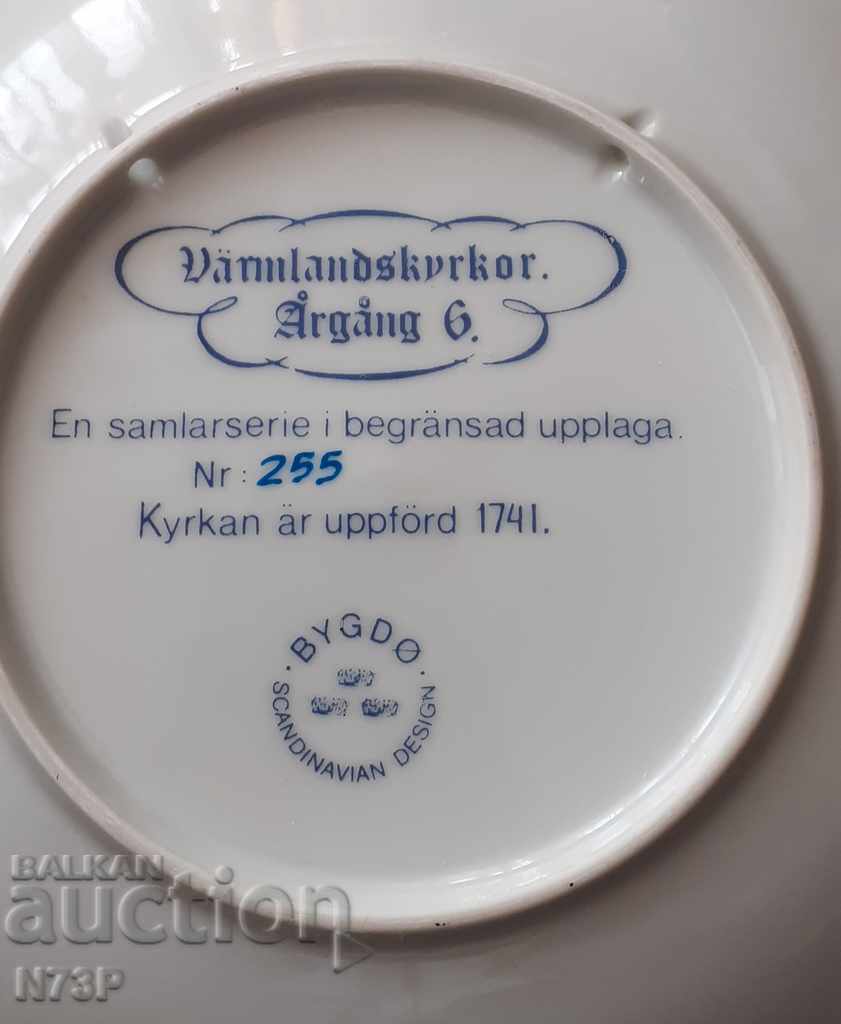 Värmlandskyrkor.
Årgång 6.
En samlarserie i begränsad upplaga.
Nr: 255
Kyrkan är uppförd 1741.
· BYGDØ ·
SCANDINAVIAN DESIGN
BALKAN
auction
N73P